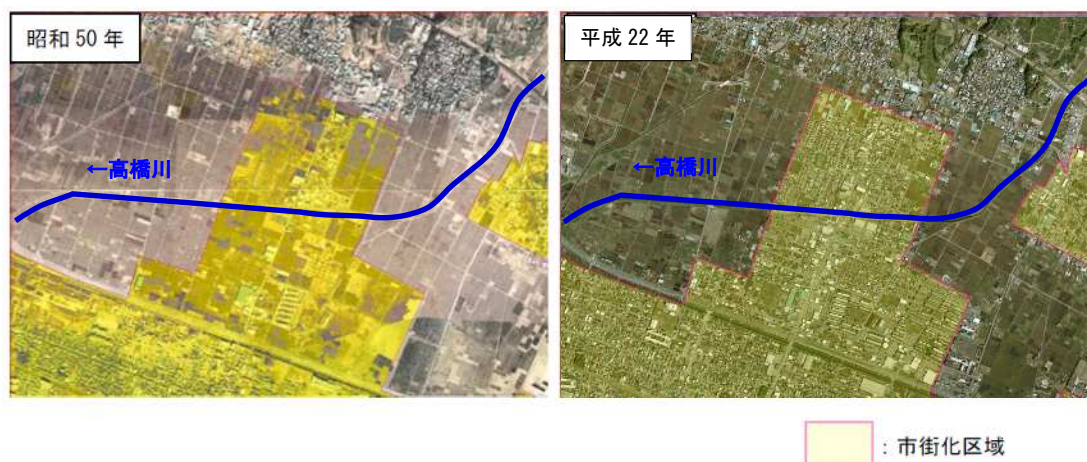 昭和 50 年
平成 22 年
←高橋川
←高橋川
：市街化区域